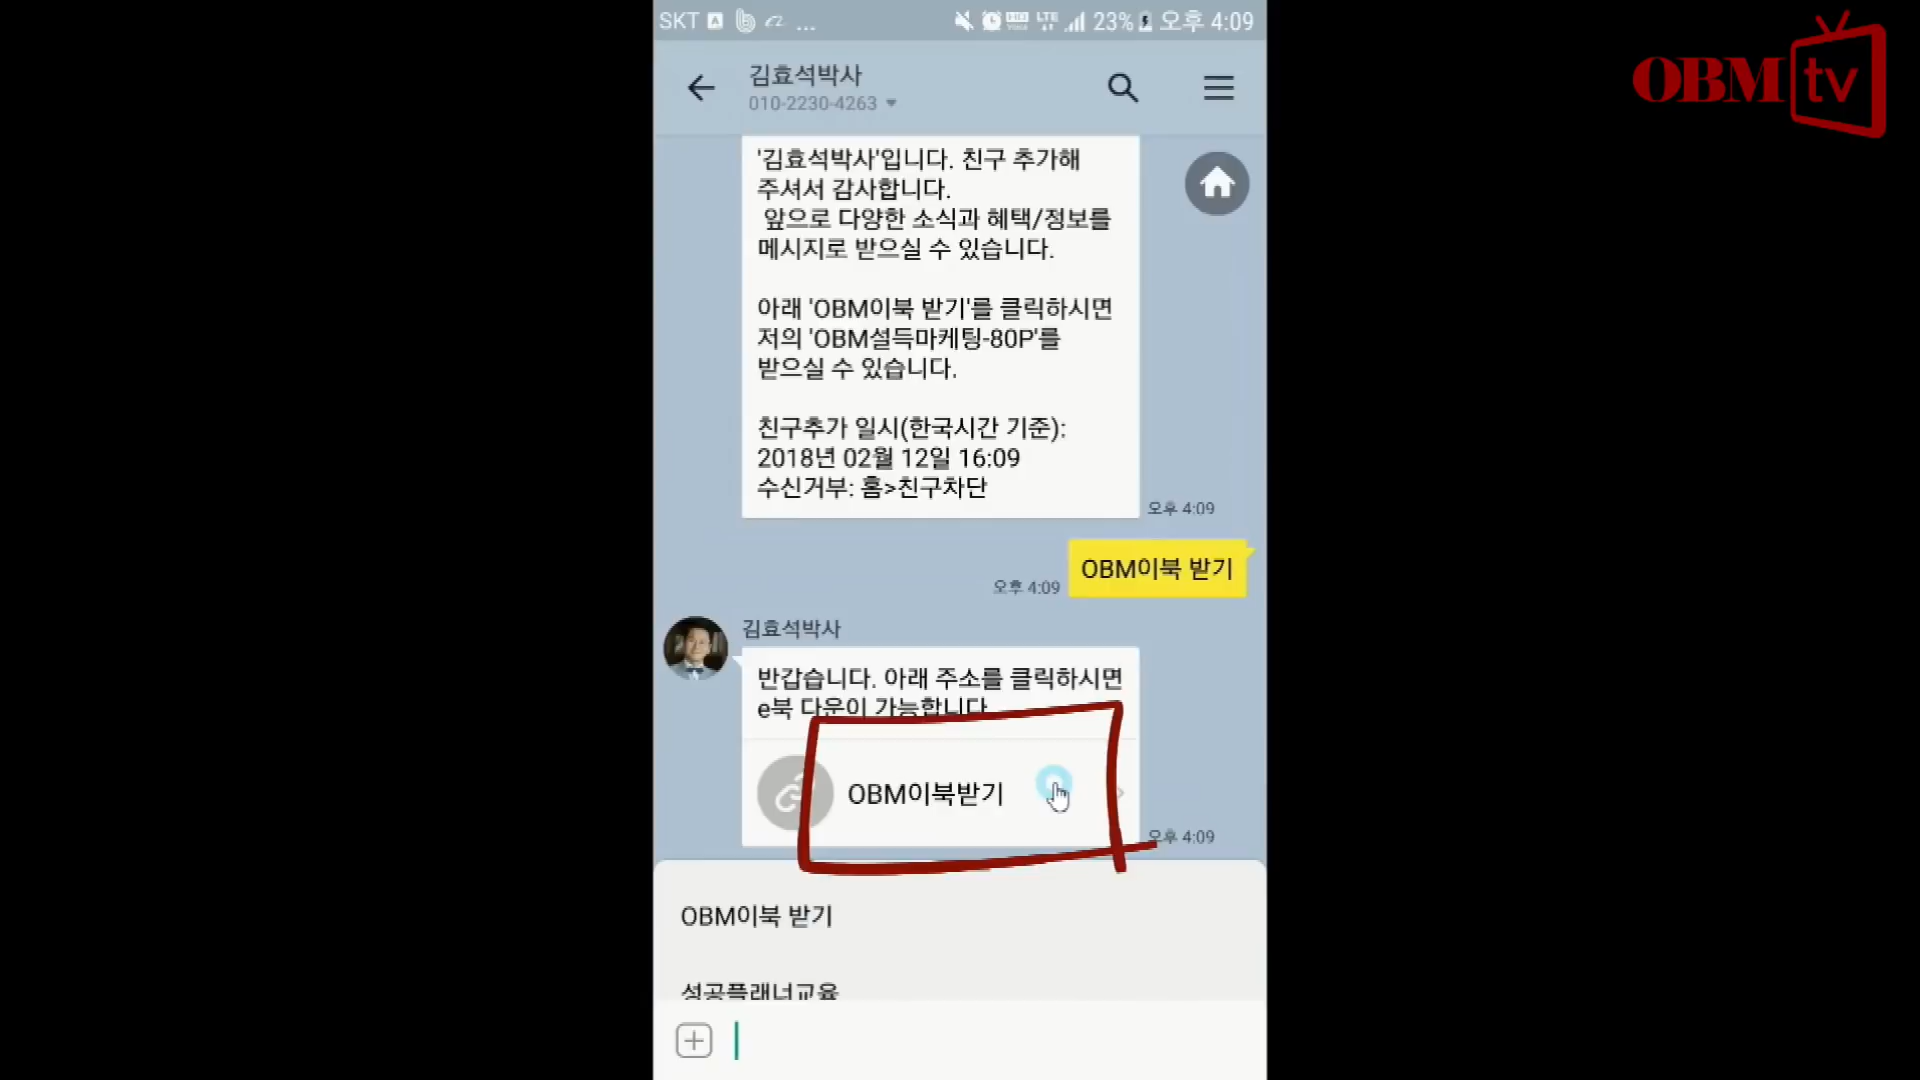 SKT
LTE
23%
오후 4:09
OBM tv
김효석박사
010-2230-4263
'김효석박사'입니다. 친구 추가해
주셔서 감사합니다.
앞으로 다양한 소식과 혜택/정보를
메시지로 받으실 수 있습니다.
아래 'OBM이북 받기'를 클릭하시면
저의 'OBM설득마케팅-80P'를
받으실 수 있습니다.
친구추가 일시(한국시간 기준):
2018년 02월 12일 16:09
수신거부: 홈>친구차단
오후 4:09
OBM이북 받기
오후 4:09
김효석박사
반갑습니다. 아래 주소를 클릭하시면
e북 다운이 가능합니다
OBM이북받기
오후 4:09
OBM이북 받기
성공플래너교육